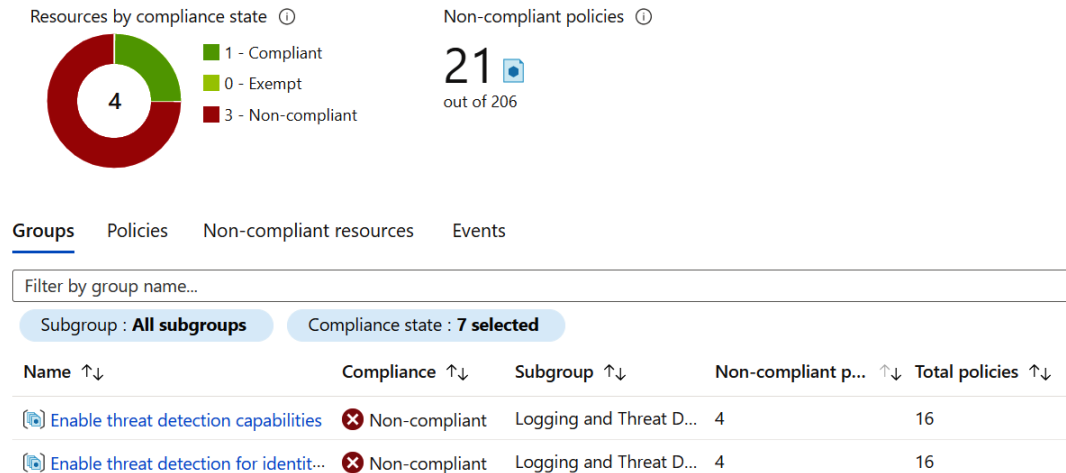 Resources by compliance state
Non-compliant policies
4
1 - Compliant
0 - Exempt
3 - Non-compliant
21
out of 206
Groups Policies Non-compliant resources Events
Filter by group name...
Subgroup : All subgroups Compliance state : 7 selected
Name ↑↓ Compliance ↑↓ Subgroup ↑↓ Non-compliant p... ↑↓ Total policies ↑↓
Enable threat detection capabilities Non-compliant Logging and Threat D... 4 16
Enable threat detection for identit... Non-compliant Logging and Threat D... 4 16